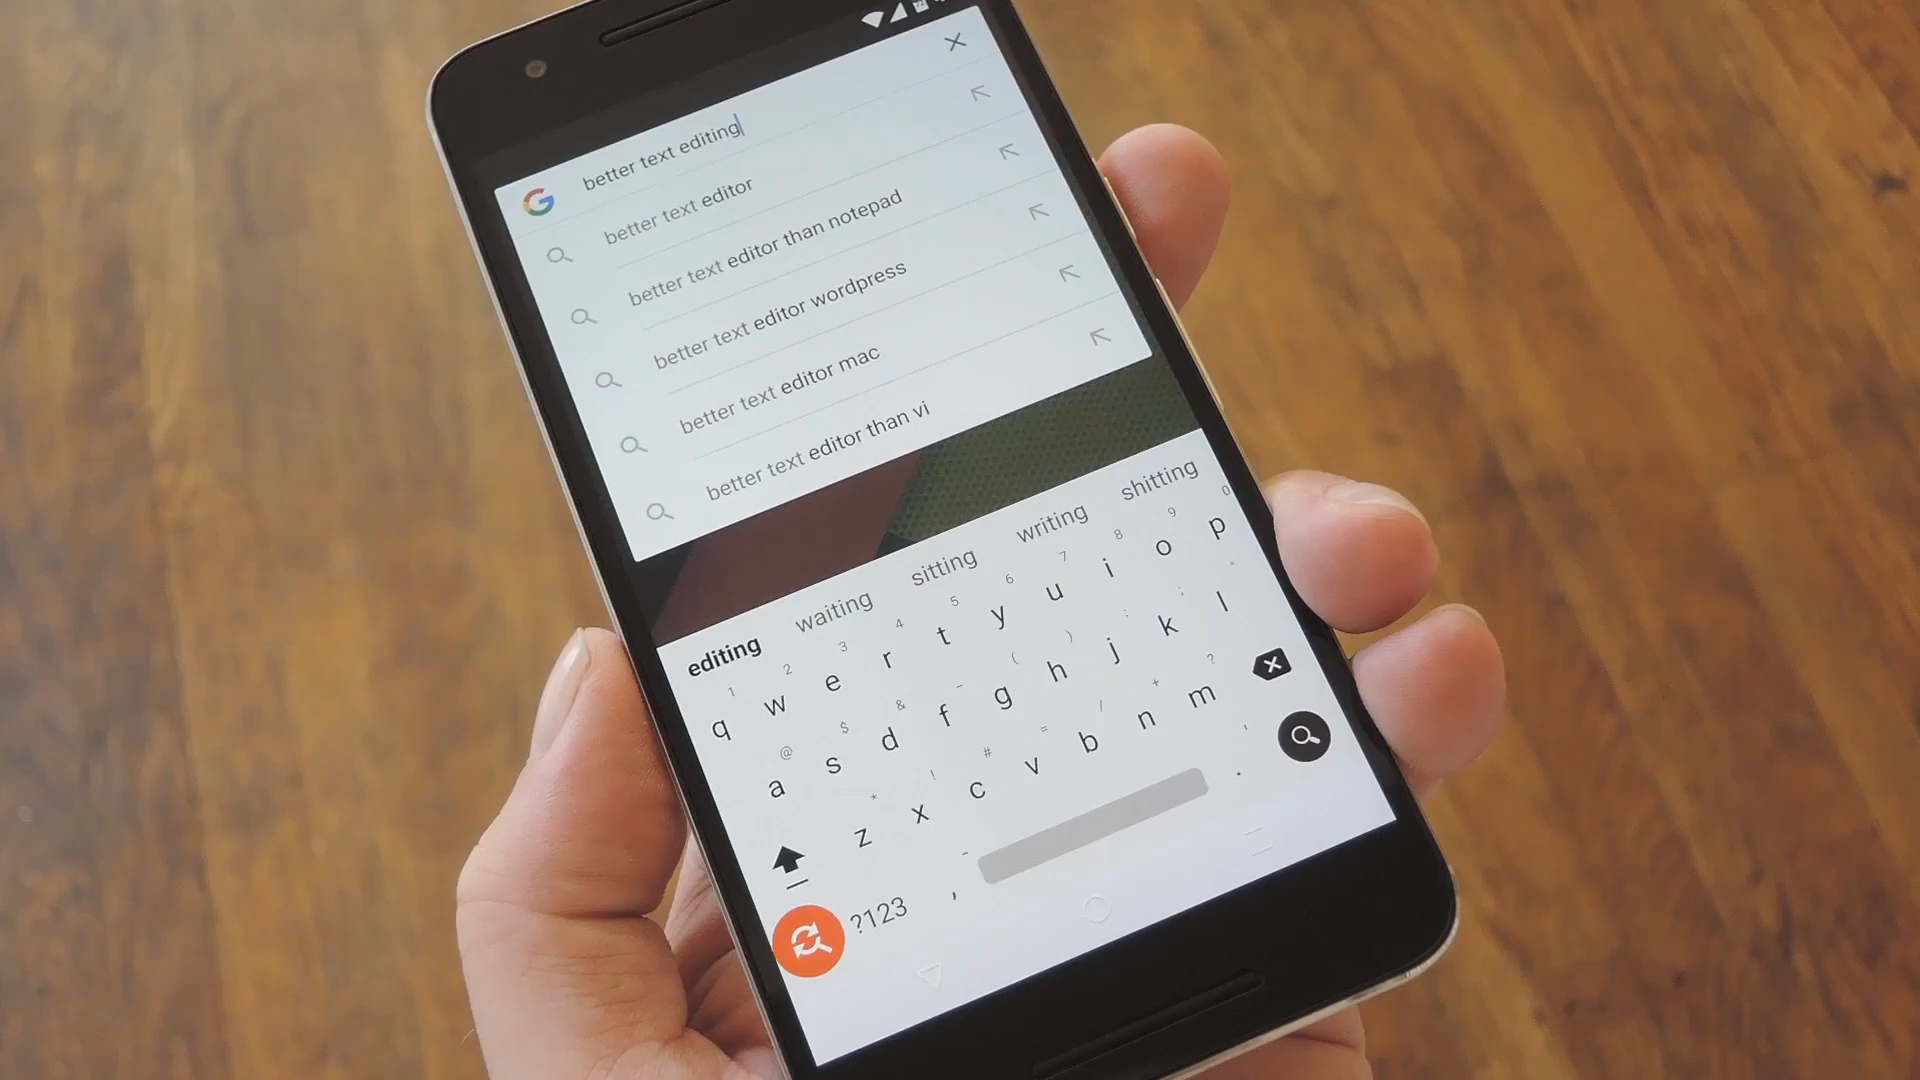 better text editing
better text editor
better text editor than notepad
better text editor wordpress
better text editor mac
better text editor than vi
editing waiting sitting writing shitting
1 2 3 4 5 6 7 8 9 0
q w e r t y u i o p
@ $ & - ( ) : ;
a s d f g h j k l
* ! # = / + ?
z x c v b n m
?123 , .